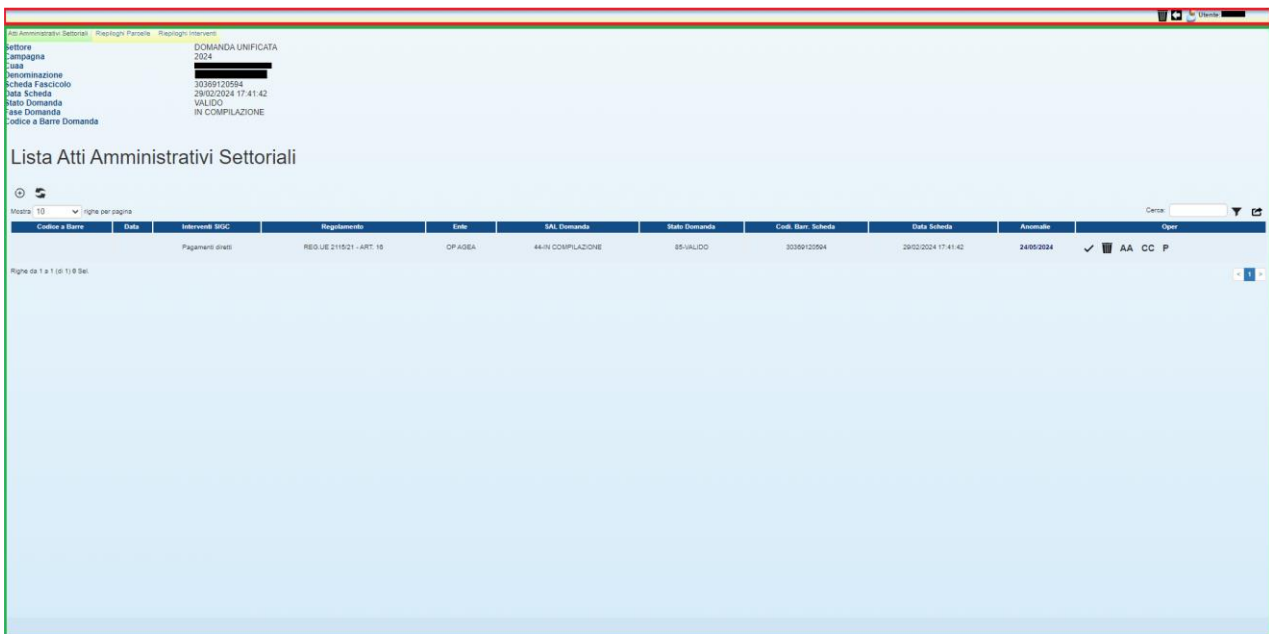 Utente:
Atti Amministrativi Settoriali Riepiloghi Parcelle Riepiloghi Interventi
Settore DOMANDA UNIFICATA
Campagna 2024
Cuaa
Denominazione
Scheda Fascicolo 30369120594
Data Scheda 29/02/2024 17:41:42
Stato Domanda VALIDO
Fase Domanda IN COMPILAZIONE
Codice a Barre Domanda
Lista Atti Amministrativi Settoriali
Mostra 10 righe per pagina Cerca:
Codice a Barre Data Interventi SIGC Regolamento Ente SAL Domanda Stato Domanda Codi. Barr. Scheda Data Scheda Anomalie Oper
Pagamenti diretti REG.UE 2115/21 - ART. 16 OP AGEA 44-IN COMPILAZIONE 85-VALIDO 30369120594 29/02/2024 17:41:42 24/05/2024 AA CC P
Righe da 1 a 1 (di 1) 0 Sel. < 1 >